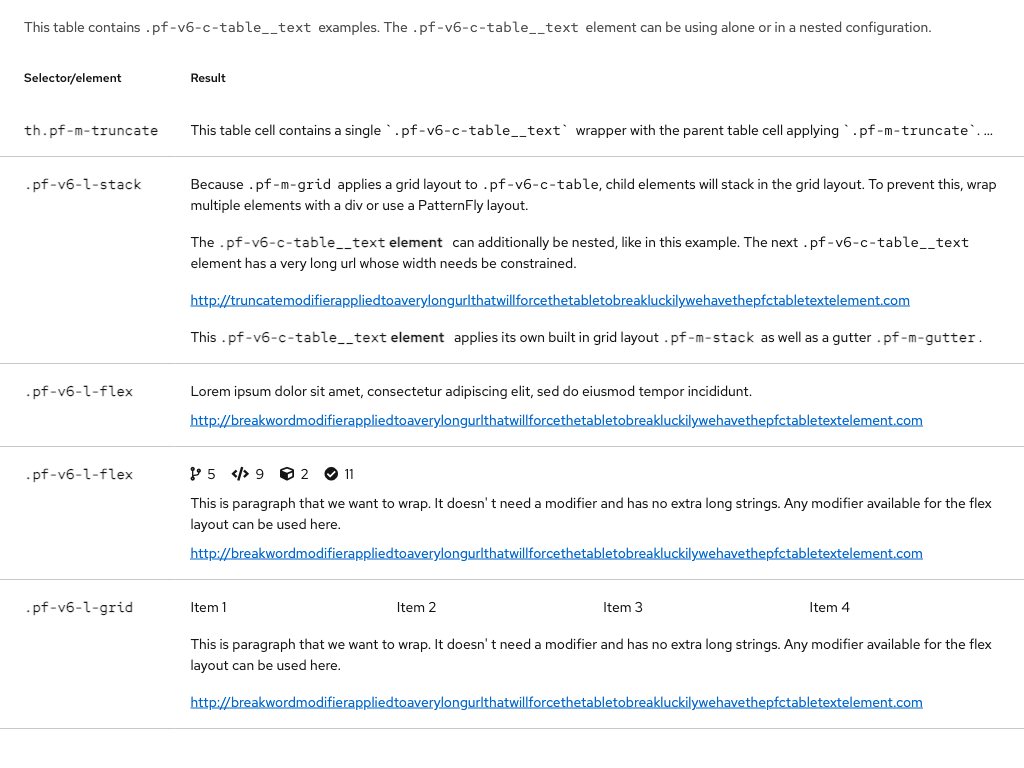 This table contains .pf-v6-c-table__text examples. The .pf-v6-c-table__text element can be using alone or in a nested configuration.
Selector/element Result
th.pf-m-truncate This table cell contains a single `.pf-v6-c-table__text` wrapper with the parent table cell applying `.pf-m-truncate`. ...
.pf-v6-l-stack Because .pf-m-grid applies a grid layout to .pf-v6-c-table, child elements will stack in the grid layout. To prevent this, wrap
multiple elements with a div or use a PatternFly layout.
The .pf-v6-c-table__text element can additionally be nested, like in this example. The next .pf-v6-c-table__text
element has a very long url whose width needs be constrained.
http://truncatemodifierappliedtoaverylongurlthatwillforcethetabletobreakluckilywehavethepfctabletextelement.com
This .pf-v6-c-table__text element applies its own built in grid layout .pf-m-stack as well as a gutter .pf-m-gutter.
.pf-v6-l-flex Lorem ipsum dolor sit amet, consectetur adipiscing elit, sed do eiusmod tempor incididunt.
http://breakwordmodifierappliedtoaverylongurlthatwillforcethetabletobreakluckilywehavethepfctabletextelement.com
.pf-v6-l-flex 5 9 2 11
This is paragraph that we want to wrap. It doesn't need a modifier and has no extra long strings. Any modifier available for the flex
layout can be used here.
http://breakwordmodifierappliedtoaverylongurlthatwillforcethetabletobreakluckilywehavethepfctabletextelement.com
.pf-v6-l-grid Item 1 Item 2 Item 3 Item 4
This is paragraph that we want to wrap. It doesn't need a modifier and has no extra long strings. Any modifier available for the flex
layout can be used here.
http://breakwordmodifierappliedtoaverylongurlthatwillforcethetabletobreakluckilywehavethepfctabletextelement.com